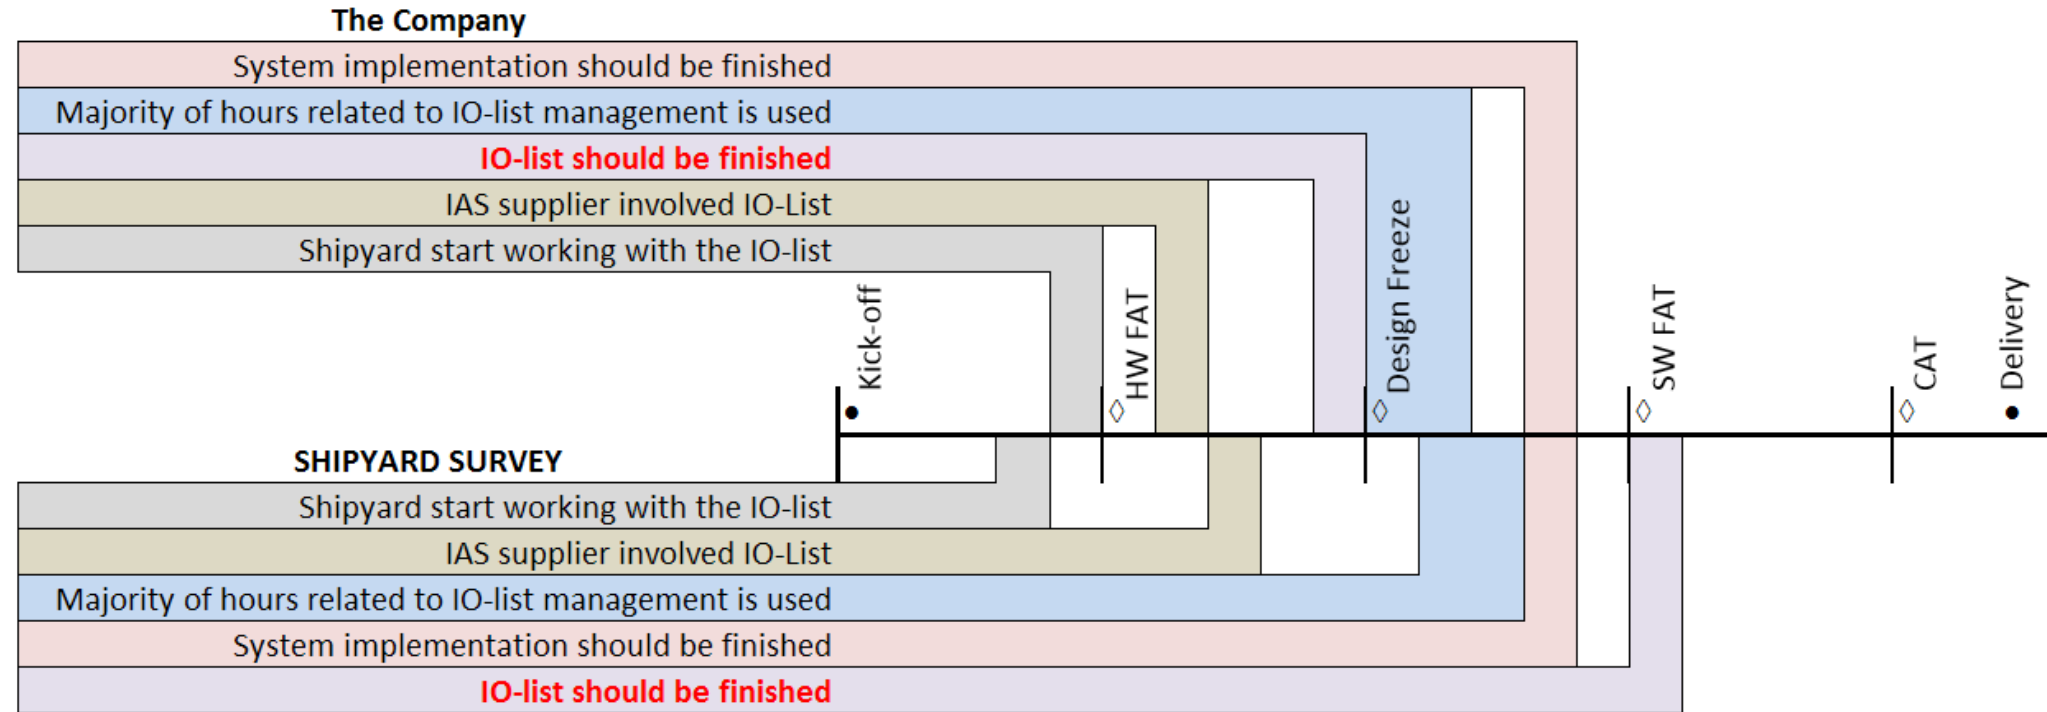 The Company
System implementation should be finished
Majority of hours related to IO-list management is used
IO-list should be finished
IAS supplier involved IO-List
Shipyard start working with the IO-list
Kick-off
HW FAT
Design Freeze
SW FAT
CAT
Delivery
SHIPYARD SURVEY
Shipyard start working with the IO-list
IAS supplier involved IO-List
Majority of hours related to IO-list management is used
System implementation should be finished
IO-list should be finished